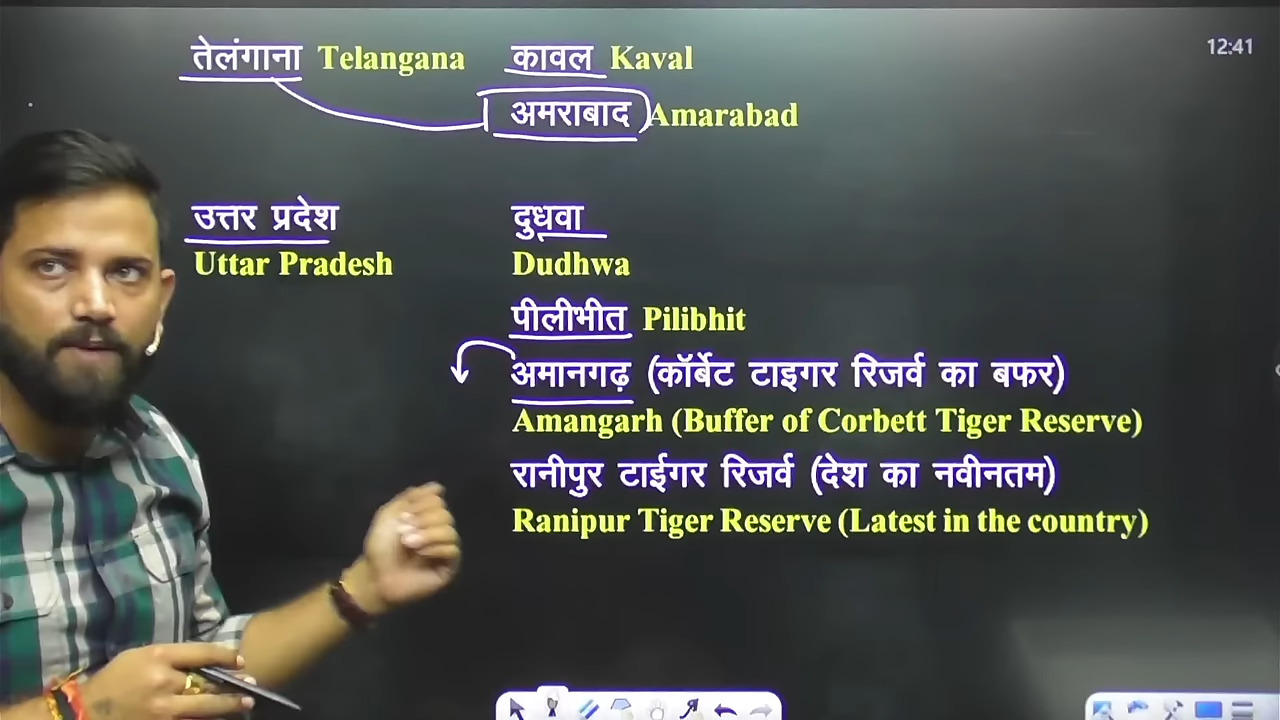 12:41
तेलंगाना Telangana कावल Kaval
अमराबाद Amarabad
उत्तर प्रदेश दुधवा
Uttar Pradesh Dudhwa
पीलीभीत Pilibhit
अमानगढ़ (कॉर्बेट टाइगर रिजर्व का बफर)
Amangarh (Buffer of Corbett Tiger Reserve)
रानीपुर टाईगर रिजर्व (देश का नवीनतम)
Ranipur Tiger Reserve (Latest in the country)